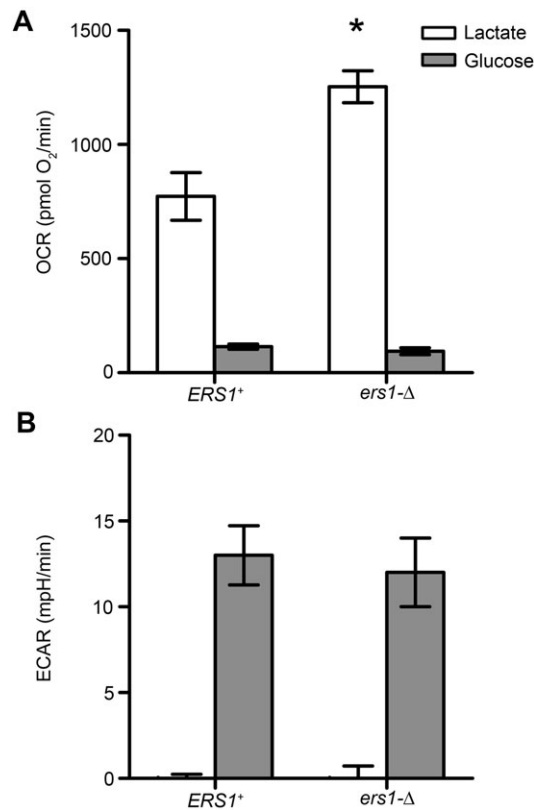 A
*
Lactate
Glucose
OCR (pmol O₂/min)
1500
1000
500
0
ERS1⁺
ers1-Δ
B
ECAR (mpH/min)
20
15
10
5
0
ERS1⁺
ers1-Δ